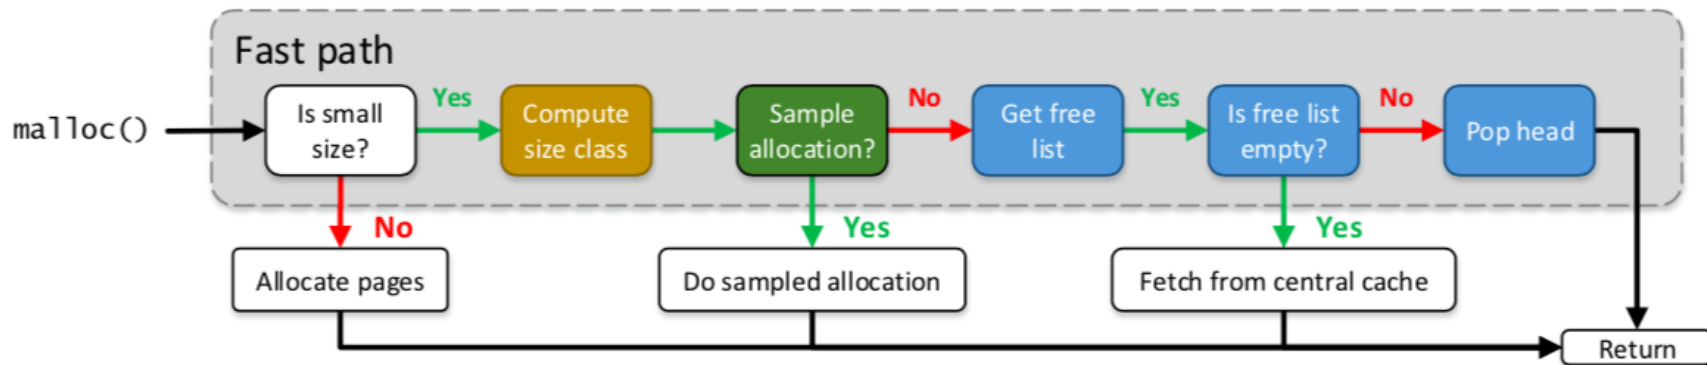 Fast path
malloc()
Is small
size?
Yes
Compute
size class
Sample
allocation?
No
Get free
list
Yes
Is free list
empty?
No
Pop head
No
Yes
Yes
Allocate pages
Do sampled allocation
Fetch from central cache
Return